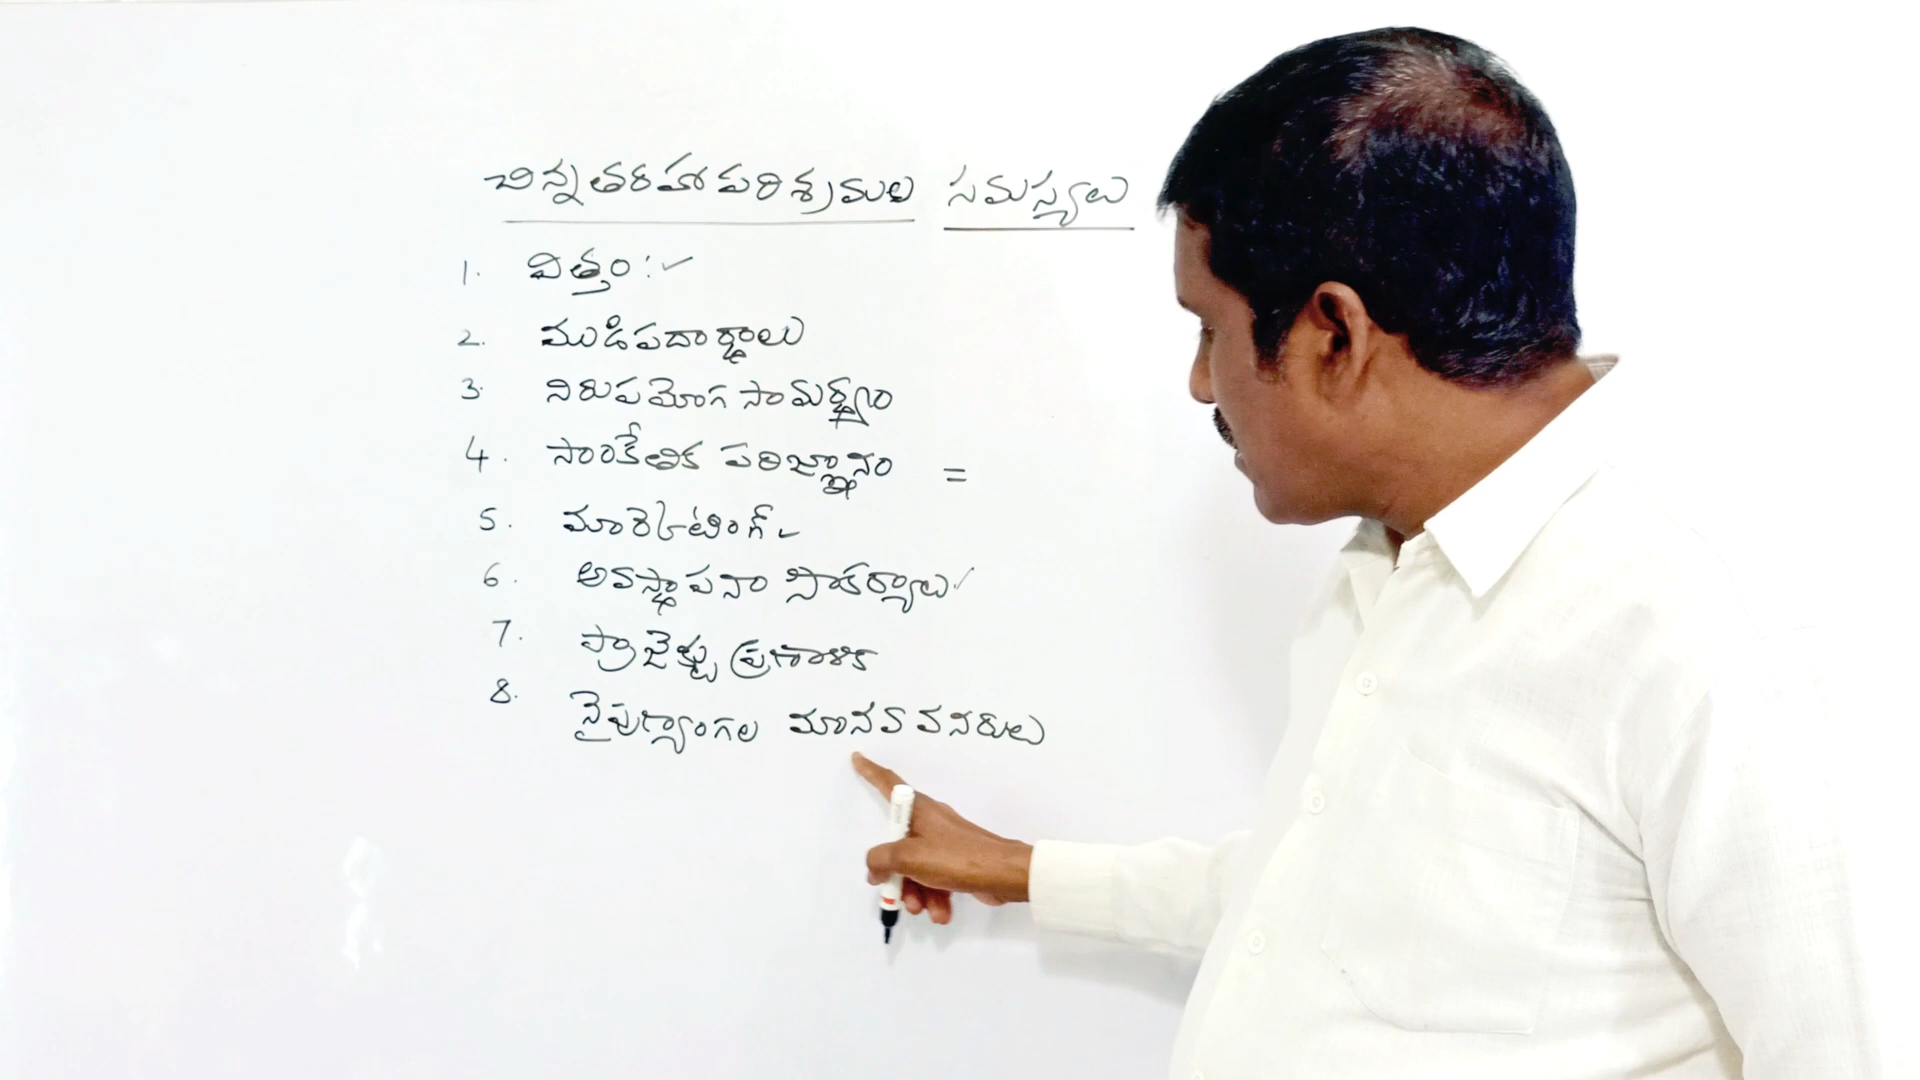 చిన్నతరహా పరిశ్రమల సమస్యలు
1. విత్తం :
2. ముడిపదార్థాలు
3. నిరుపయోగ సామర్థ్యం
4. సాంకేతిక పరిజ్ఞానం =
5. మార్కెటింగ్
6. అవస్థాపనా సౌకర్యాలు
7. ప్రాజెక్టు ప్రణాళిక
8. నైపుణ్యాంగల మానవ వనరులు